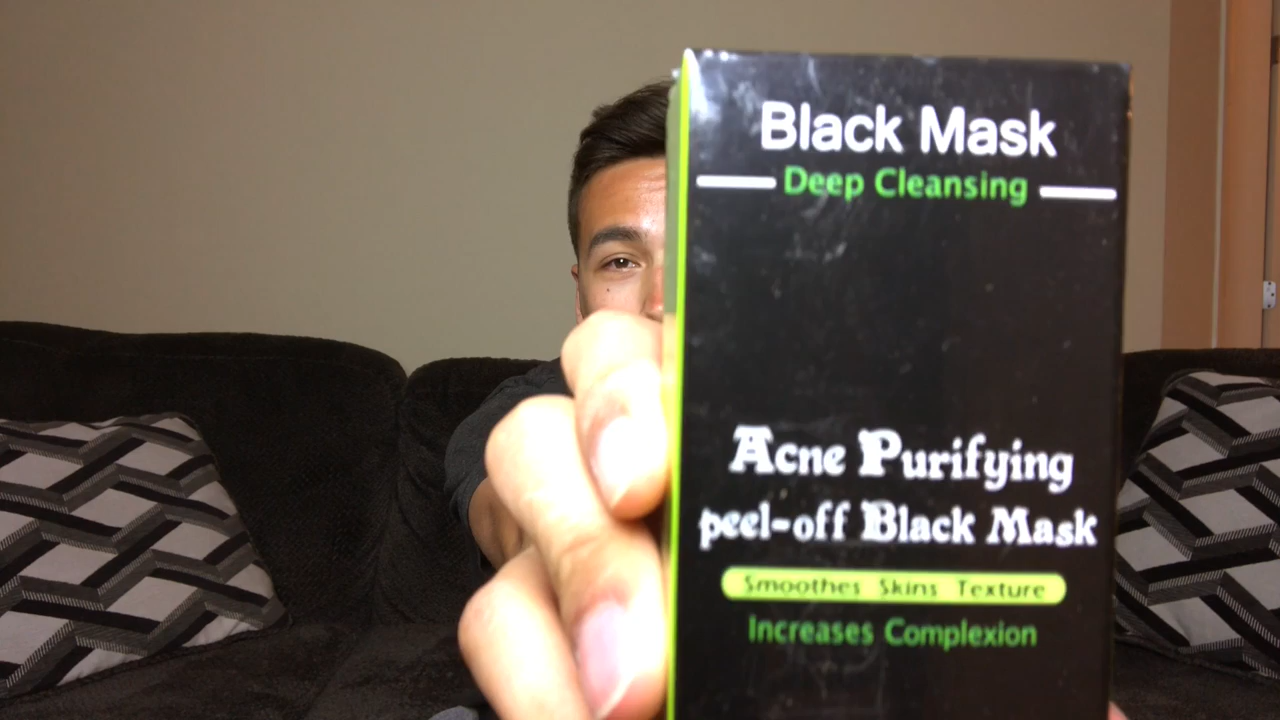 Black Mask
Deep Cleansing
Acne Purifying
peel-off Black Mask
Smoothes Skins Texture
Increases Complexion